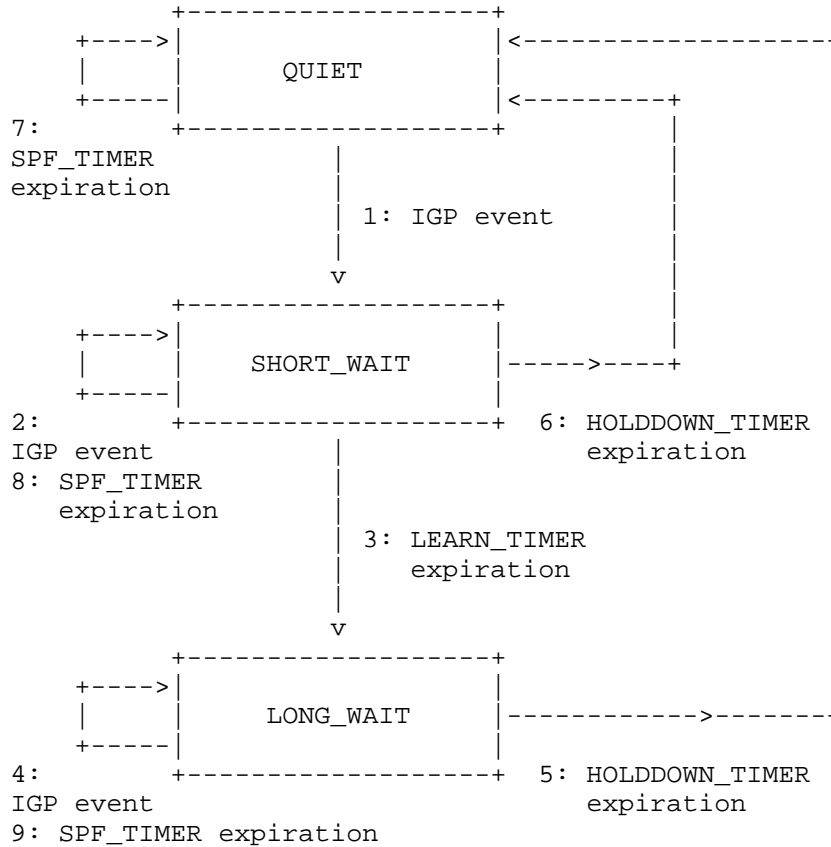 QUIET
7:
SPF_TIMER
expiration
1: IGP event
SHORT_WAIT
2:
IGP event
8: SPF_TIMER
expiration
6: HOLDDOWN_TIMER
expiration
3: LEARN_TIMER
expiration
LONG_WAIT
4:
IGP event
9: SPF_TIMER expiration
5: HOLDDOWN_TIMER
expiration